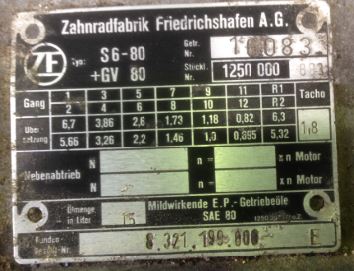 Zahnradfabrik Friedrichshafen A.G.
ZF
Typ: S6-80 Getr. Nr. 10083
+GV 80 Stückl. Nr. 1250 000
Gang 1 3 5 7 9 11 R1 Tacho
2 4 6 8 10 12 R2
Über- 6,7 3,86 2,6 1,73 1,18 0,82 6,3 1,8
setzung 5,66 3,26 2,2 1,46 1,0 0,695 5,32
Nebenabtrieb N n= x n Motor
N n= x n Motor
Ölmenge in Liter 15 Mildwirkende E.P.-Getriebeöle
SAE 80
Kunden-
8 321 199 000 E